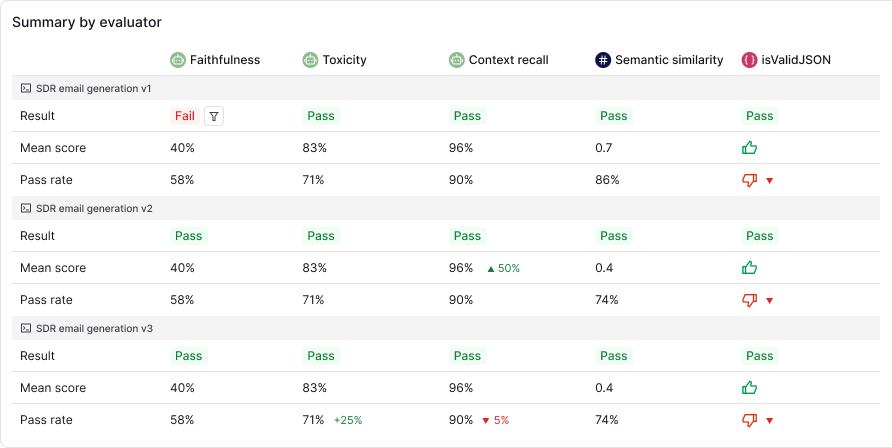 Summary by evaluator
Faithfulness Toxicity Context recall # Semantic similarity {} isValidJSON
SDR email generation v1
Result Fail Pass Pass Pass Pass
Mean score 40% 83% 96% 0.7
Pass rate 58% 71% 90% 86% ▼
SDR email generation v2
Result Pass Pass Pass Pass Pass
Mean score 40% 83% 96% ▲ 50% 0.4
Pass rate 58% 71% 90% 74% ▼
SDR email generation v3
Result Pass Pass Pass Pass Pass
Mean score 40% 83% 96% 0.4
Pass rate 58% 71% +25% 90% ▼ 5% 74% ▼